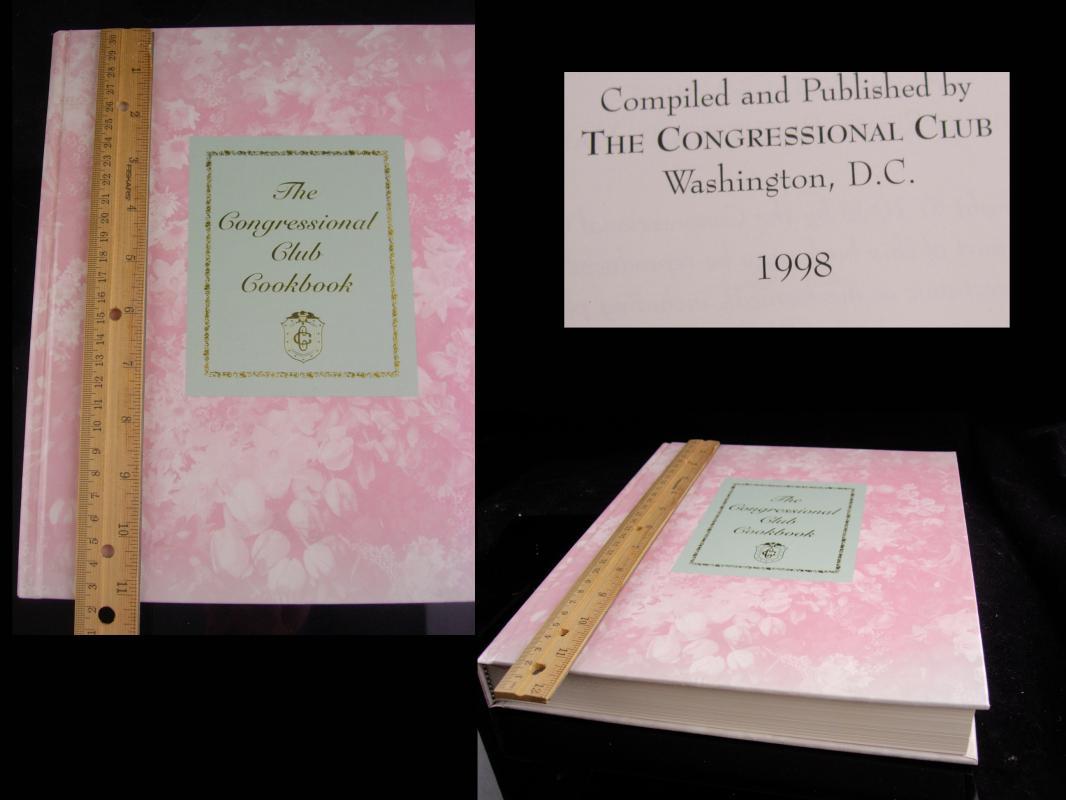 The
Congressional
Club
Cookbook
Compiled and Published by
THE CONGRESSIONAL CLUB
Washington, D.C.
1998
The
Congressional
Club
Cookbook